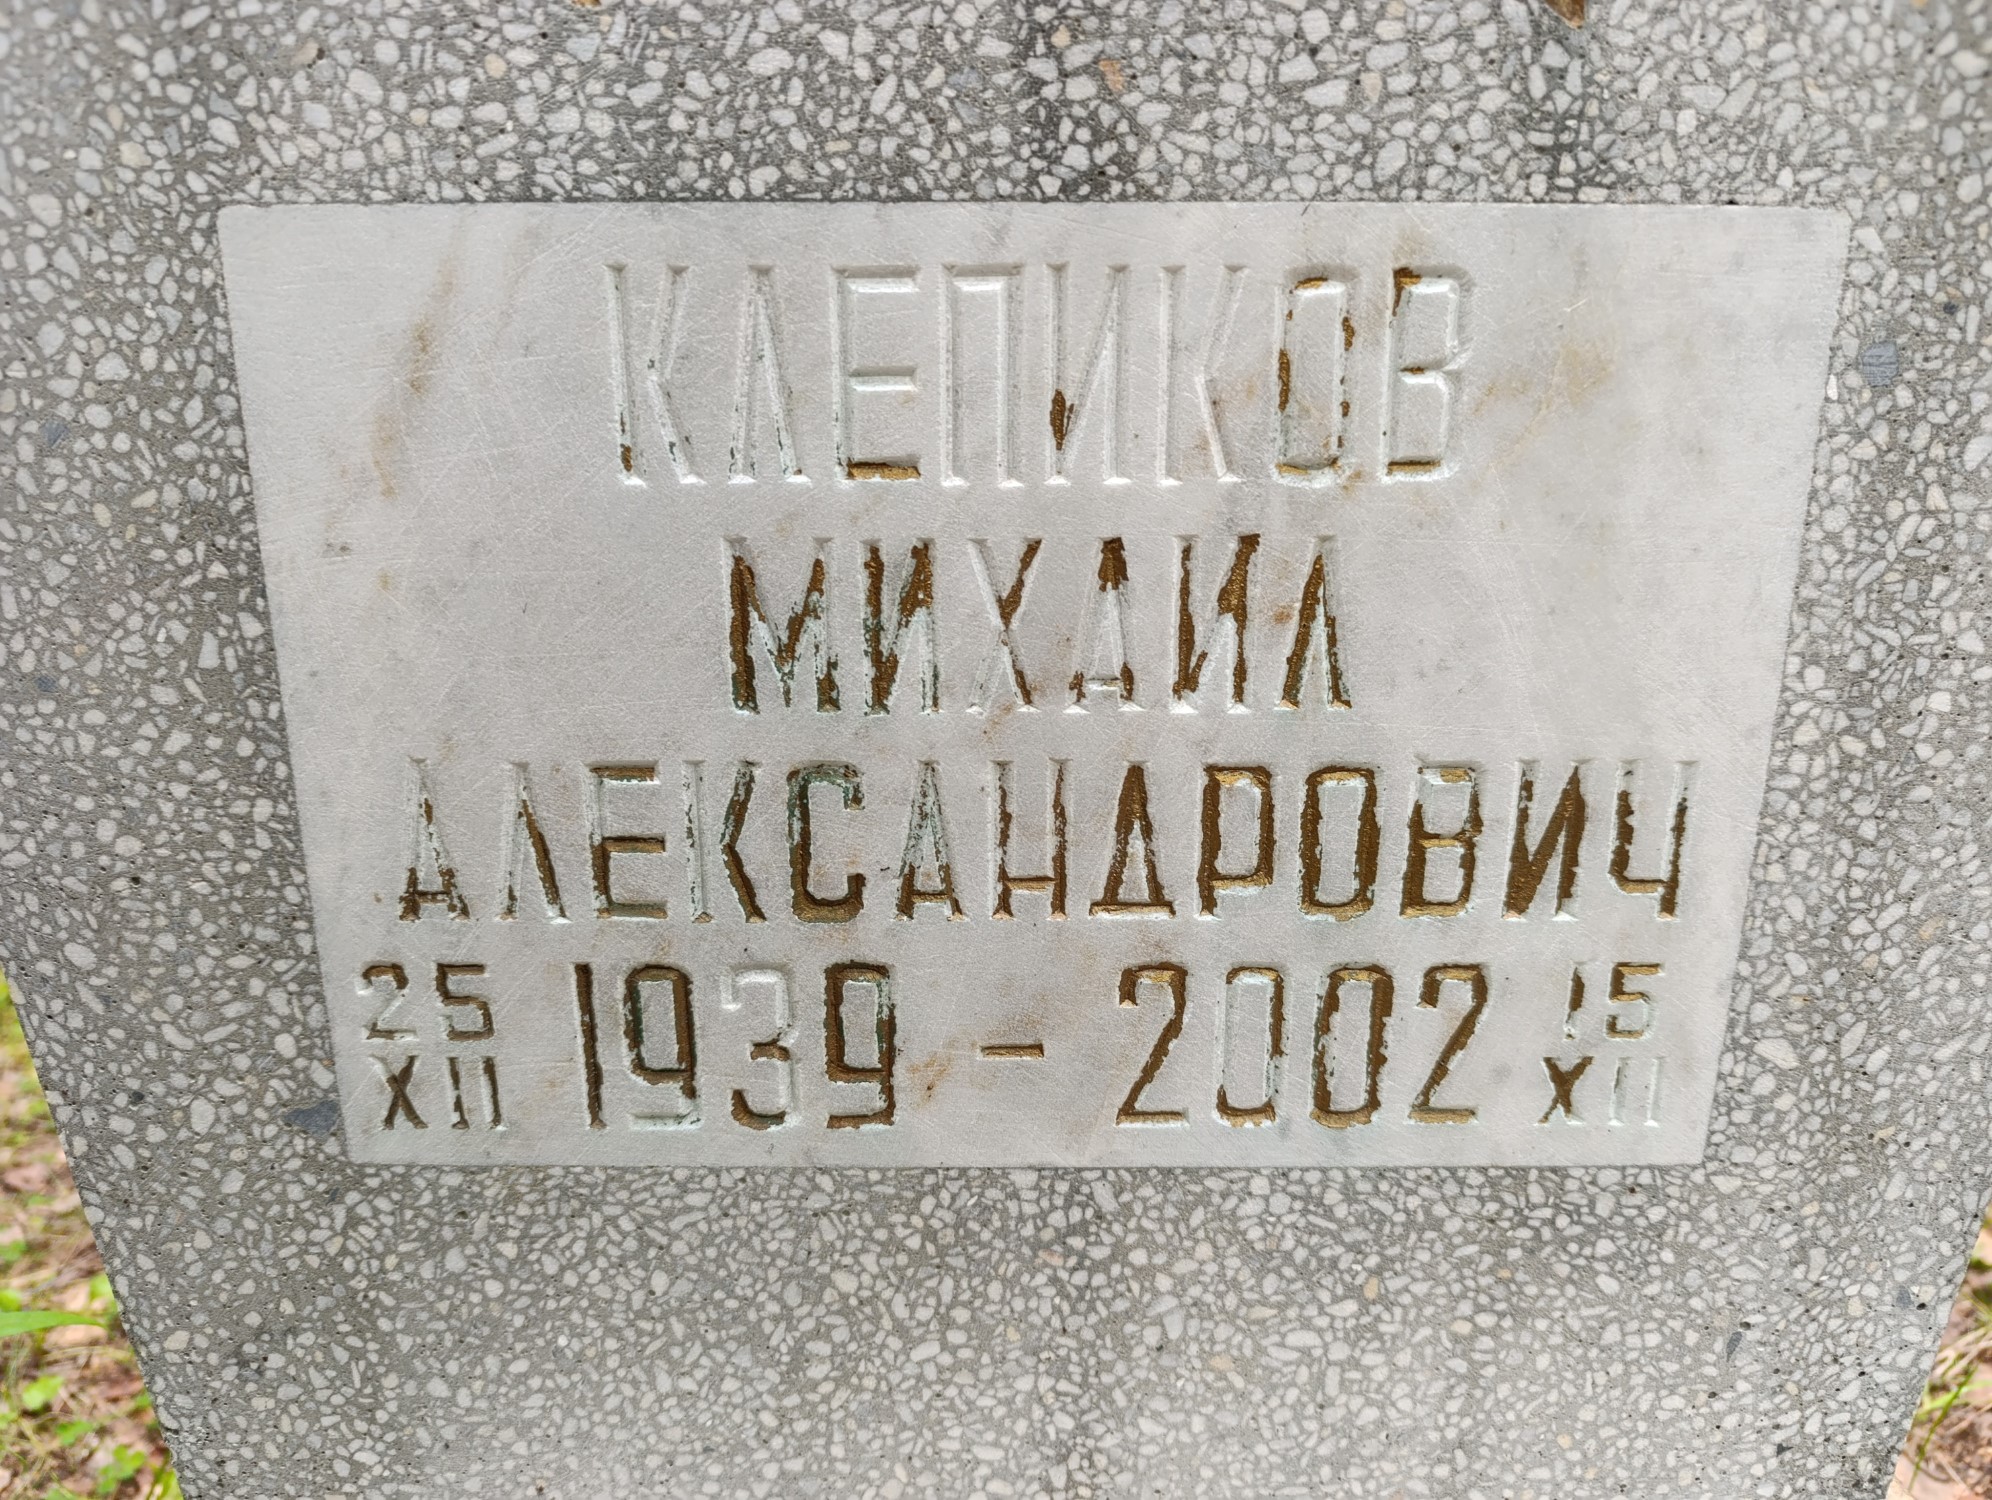 КЛЕПИКОВ
МИХАИЛ
АЛЕКСАНДРОВИЧ
25 XII 1939 - 2002 15 XII